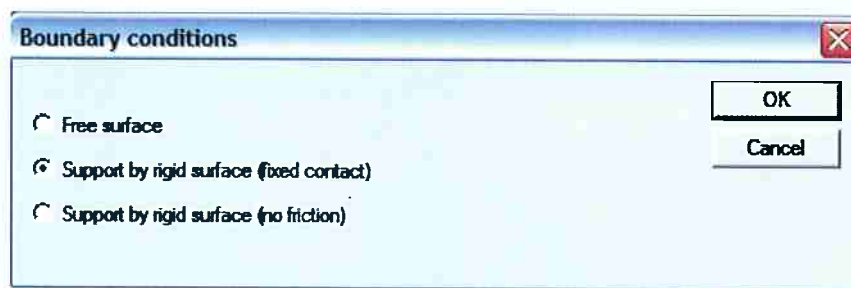 Boundary conditions
OK
Free surface
Cancel
Support by rigid surface (fixed contact)
Support by rigid surface (no friction)